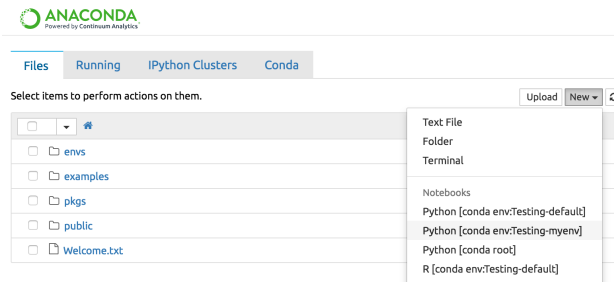 ANACONDA
Powered by Continuum Analytics
Files Running IPython Clusters Conda
Select items to perform actions on them.
Upload New
Text File
Folder
Terminal
Notebooks
Python [conda env:Testing-default]
Python [conda env:Testing-myenv]
Python [conda root]
R [conda env:Testing-default]
envs
examples
pkgs
public
Welcome.txt